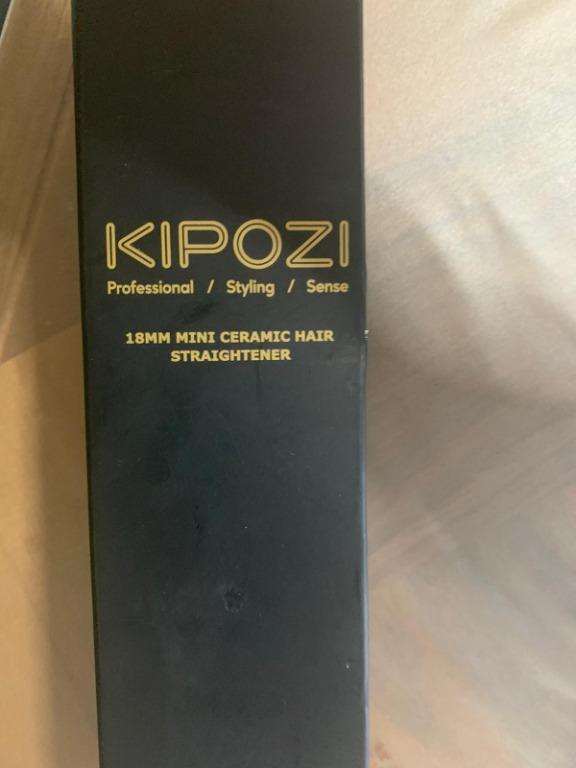 KIPOZI
Professional / Styling / Sense
18MM MINI CERAMIC HAIR
STRAIGHTENER